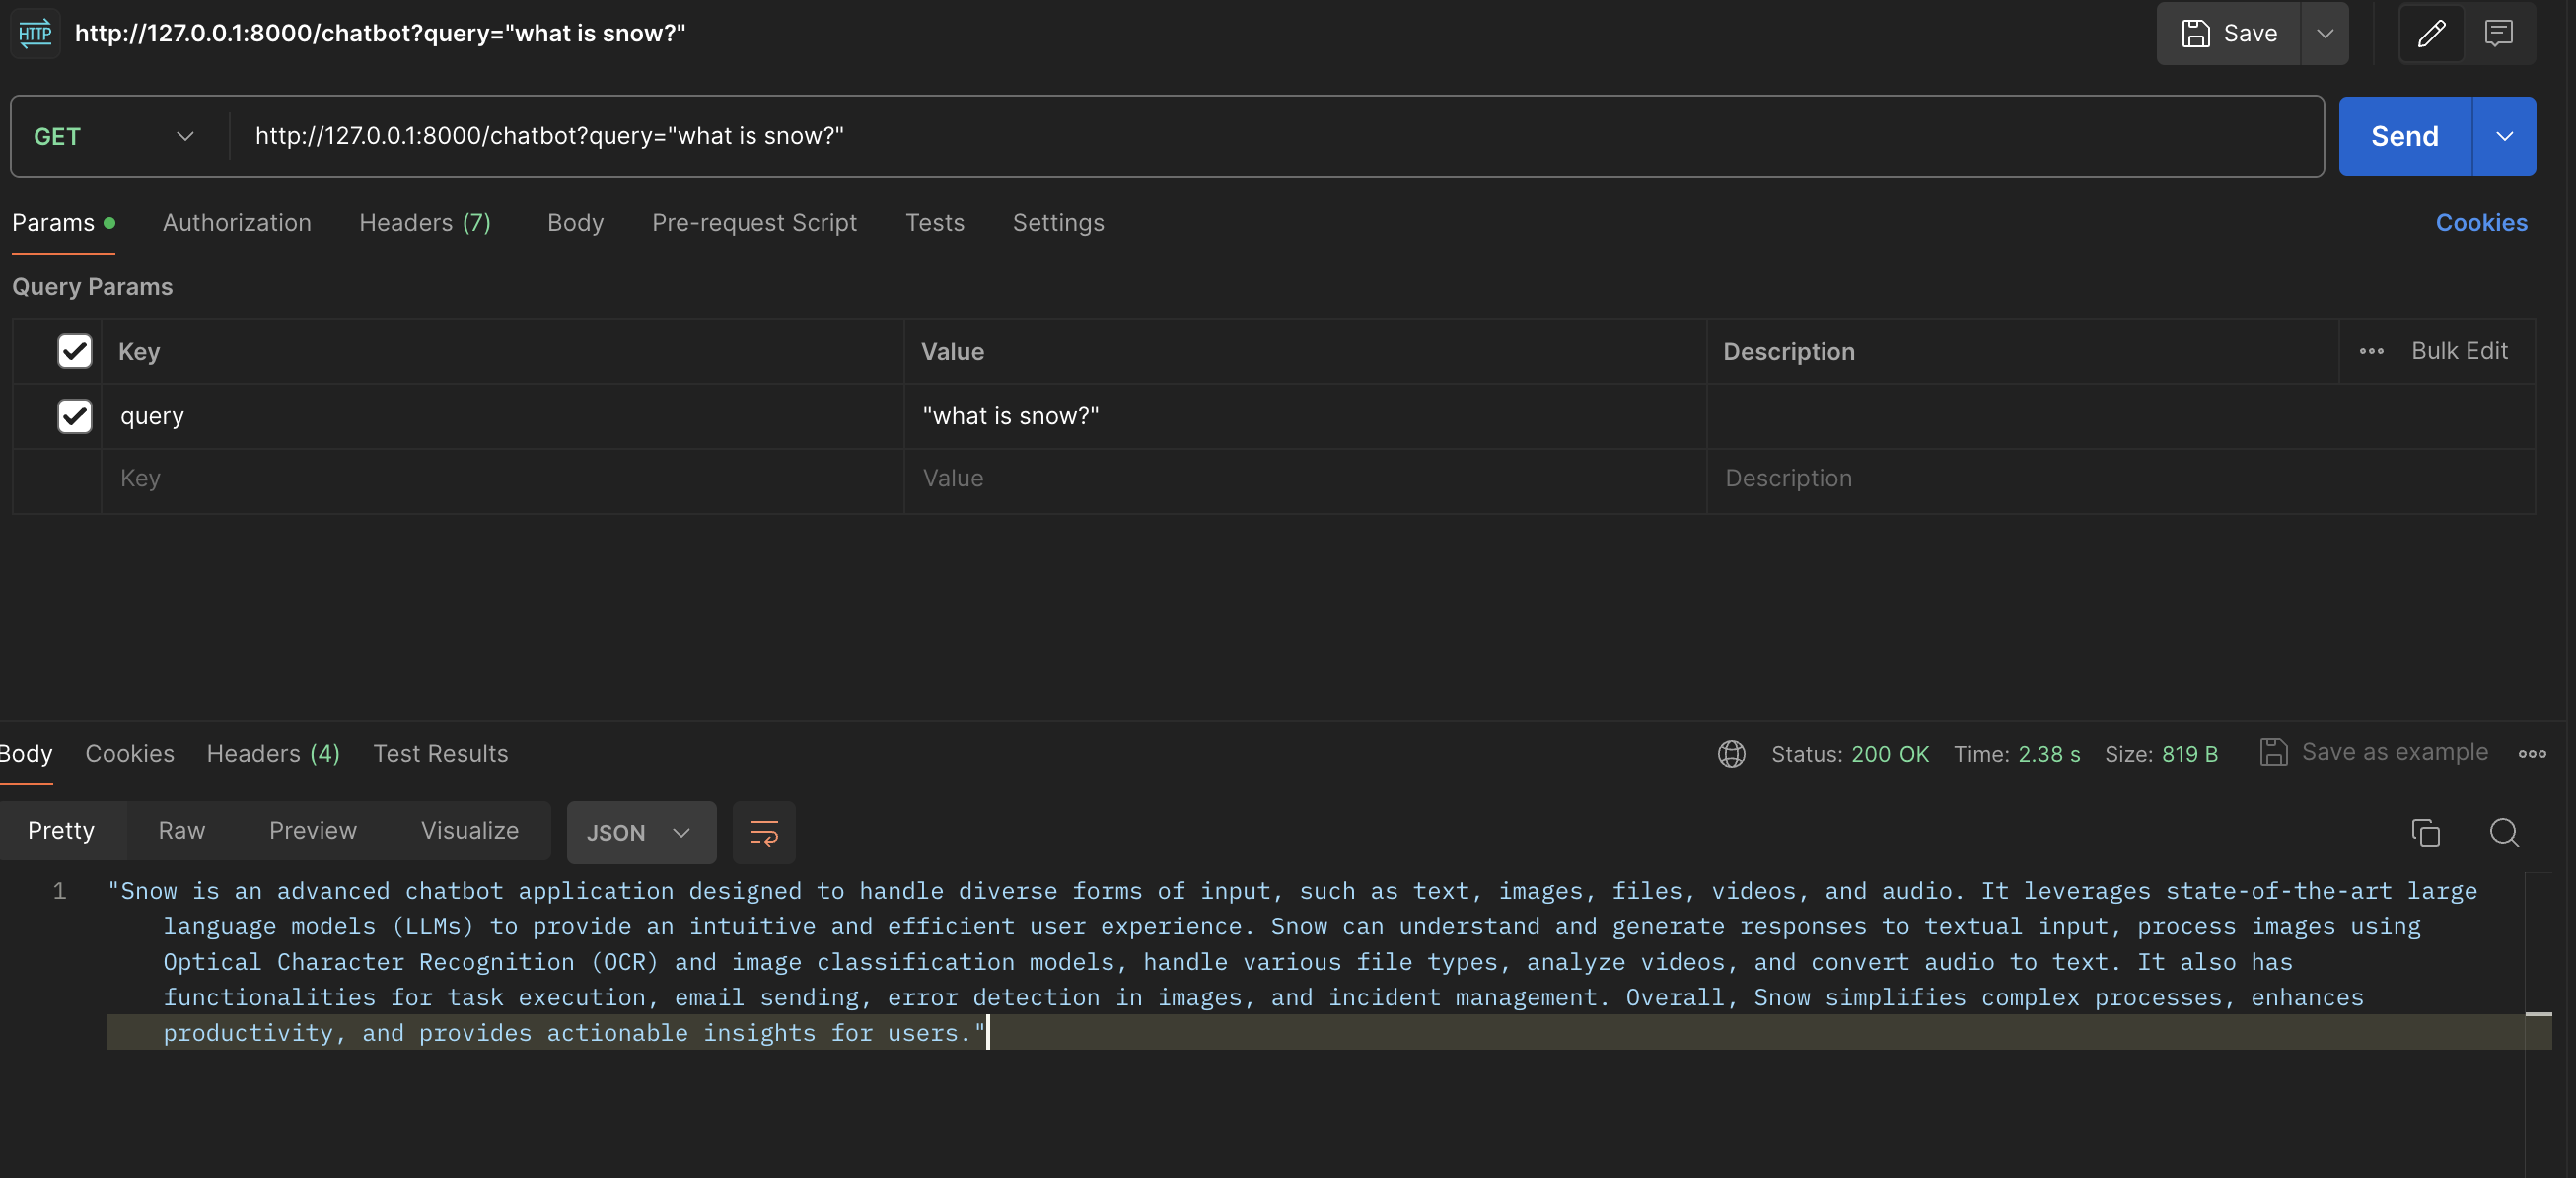 HTTP http://127.0.0.1:8000/chatbot?query="what is snow?" Save
GET http://127.0.0.1:8000/chatbot?query="what is snow?" Send
Params Authorization Headers (7) Body Pre-request Script Tests Settings Cookies
Query Params
Key Value Description Bulk Edit
query "what is snow?"
Key Value Description
Body Cookies Headers (4) Test Results Status: 200 OK Time: 2.38 s Size: 819 B Save as example
Pretty Raw Preview Visualize JSON
1 "Snow is an advanced chatbot application designed to handle diverse forms of input, such as text, images, files, videos, and audio. It leverages state-of-the-art large
language models (LLMs) to provide an intuitive and efficient user experience. Snow can understand and generate responses to textual input, process images using
Optical Character Recognition (OCR) and image classification models, handle various file types, analyze videos, and convert audio to text. It also has
functionalities for task execution, email sending, error detection in images, and incident management. Overall, Snow simplifies complex processes, enhances
productivity, and provides actionable insights for users."